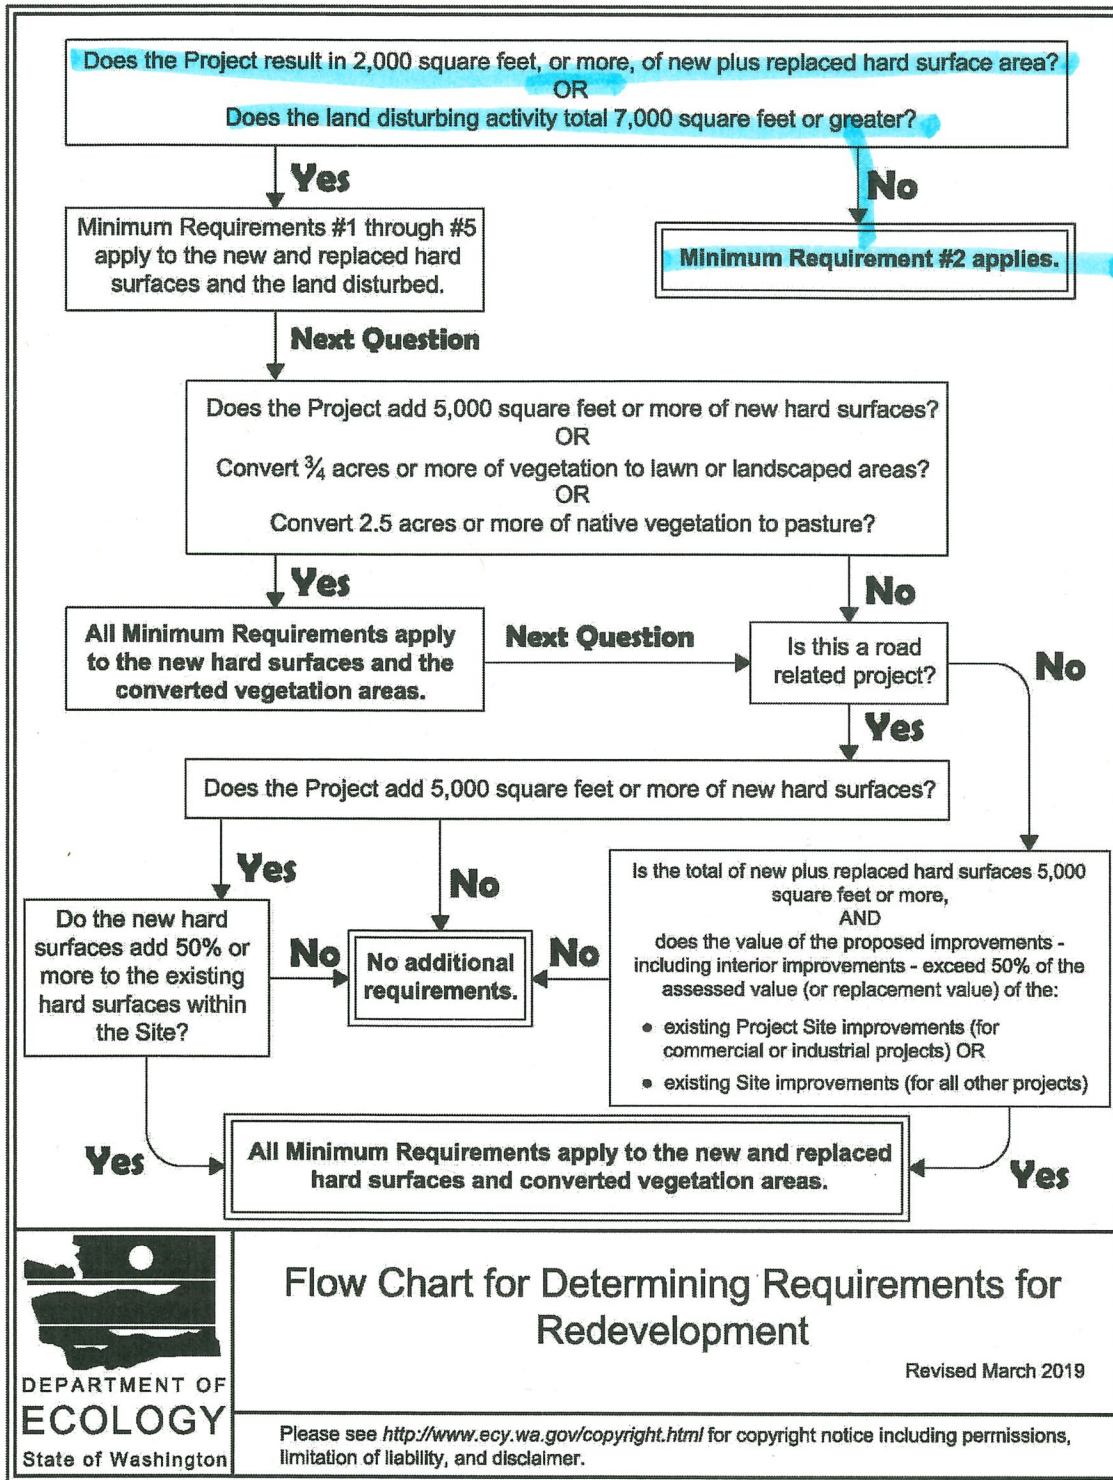 Does the Project result in 2,000 square feet, or more, of new plus replaced hard surface area?
OR
Does the land disturbing activity total 7,000 square feet or greater?
Yes
No
Minimum Requirements #1 through #5
apply to the new and replaced hard
surfaces and the land disturbed.
Minimum Requirement #2 applies.
Next Question
Does the Project add 5,000 square feet or more of new hard surfaces?
OR
Convert ¾ acres or more of vegetation to lawn or landscaped areas?
OR
Convert 2.5 acres or more of native vegetation to pasture?
Yes
No
All Minimum Requirements apply
to the new hard surfaces and the
converted vegetation areas.
Next Question
Is this a road
related project?
No
Yes
Does the Project add 5,000 square feet or more of new hard surfaces?
Yes
No
Do the new hard
surfaces add 50% or
more to the existing
hard surfaces within
the Site?
No
No additional
requirements.
No
Is the total of new plus replaced hard surfaces 5,000
square feet or more,
AND
does the value of the proposed improvements -
including interior improvements - exceed 50% of the
assessed value (or replacement value) of the:
• existing Project Site improvements (for
commercial or industrial projects) OR
• existing Site improvements (for all other projects)
Yes
All Minimum Requirements apply to the new and replaced
hard surfaces and converted vegetation areas.
Yes
DEPARTMENT OF
ECOLOGY
State of Washington
Flow Chart for Determining Requirements for
Redevelopment
Revised March 2019
Please see http://www.ecy.wa.gov/copyright.html for copyright notice including permissions,
limitation of liability, and disclaimer.